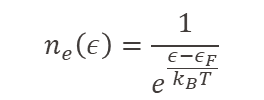 n_e(ϵ) = 1 / e^((ϵ−ϵ_F)/(k_B T))